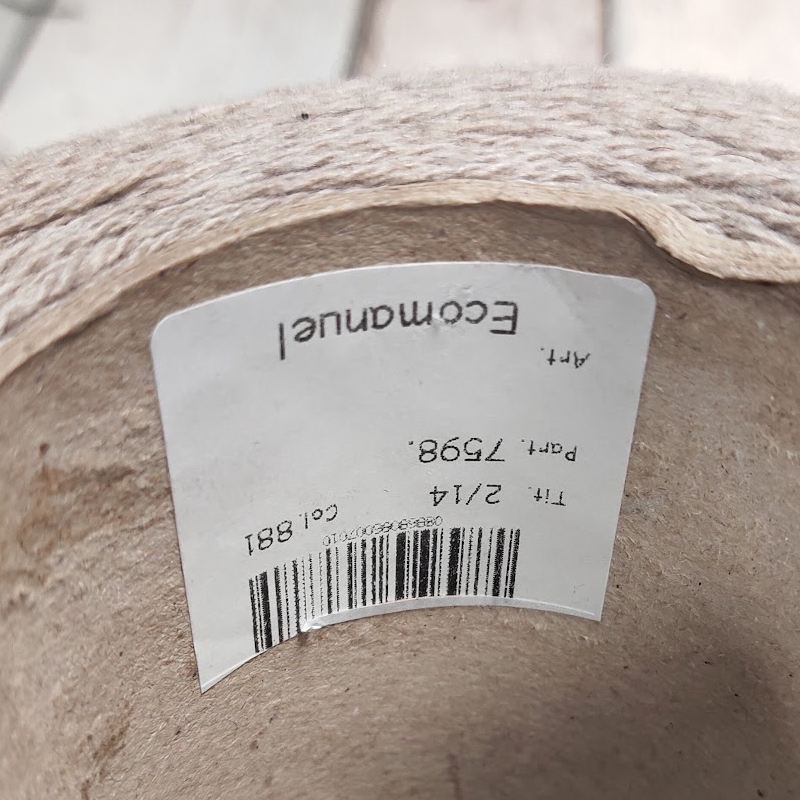 Ecomanuel
Art.
Part. 7598.
Tit. 2/14
Col. 881